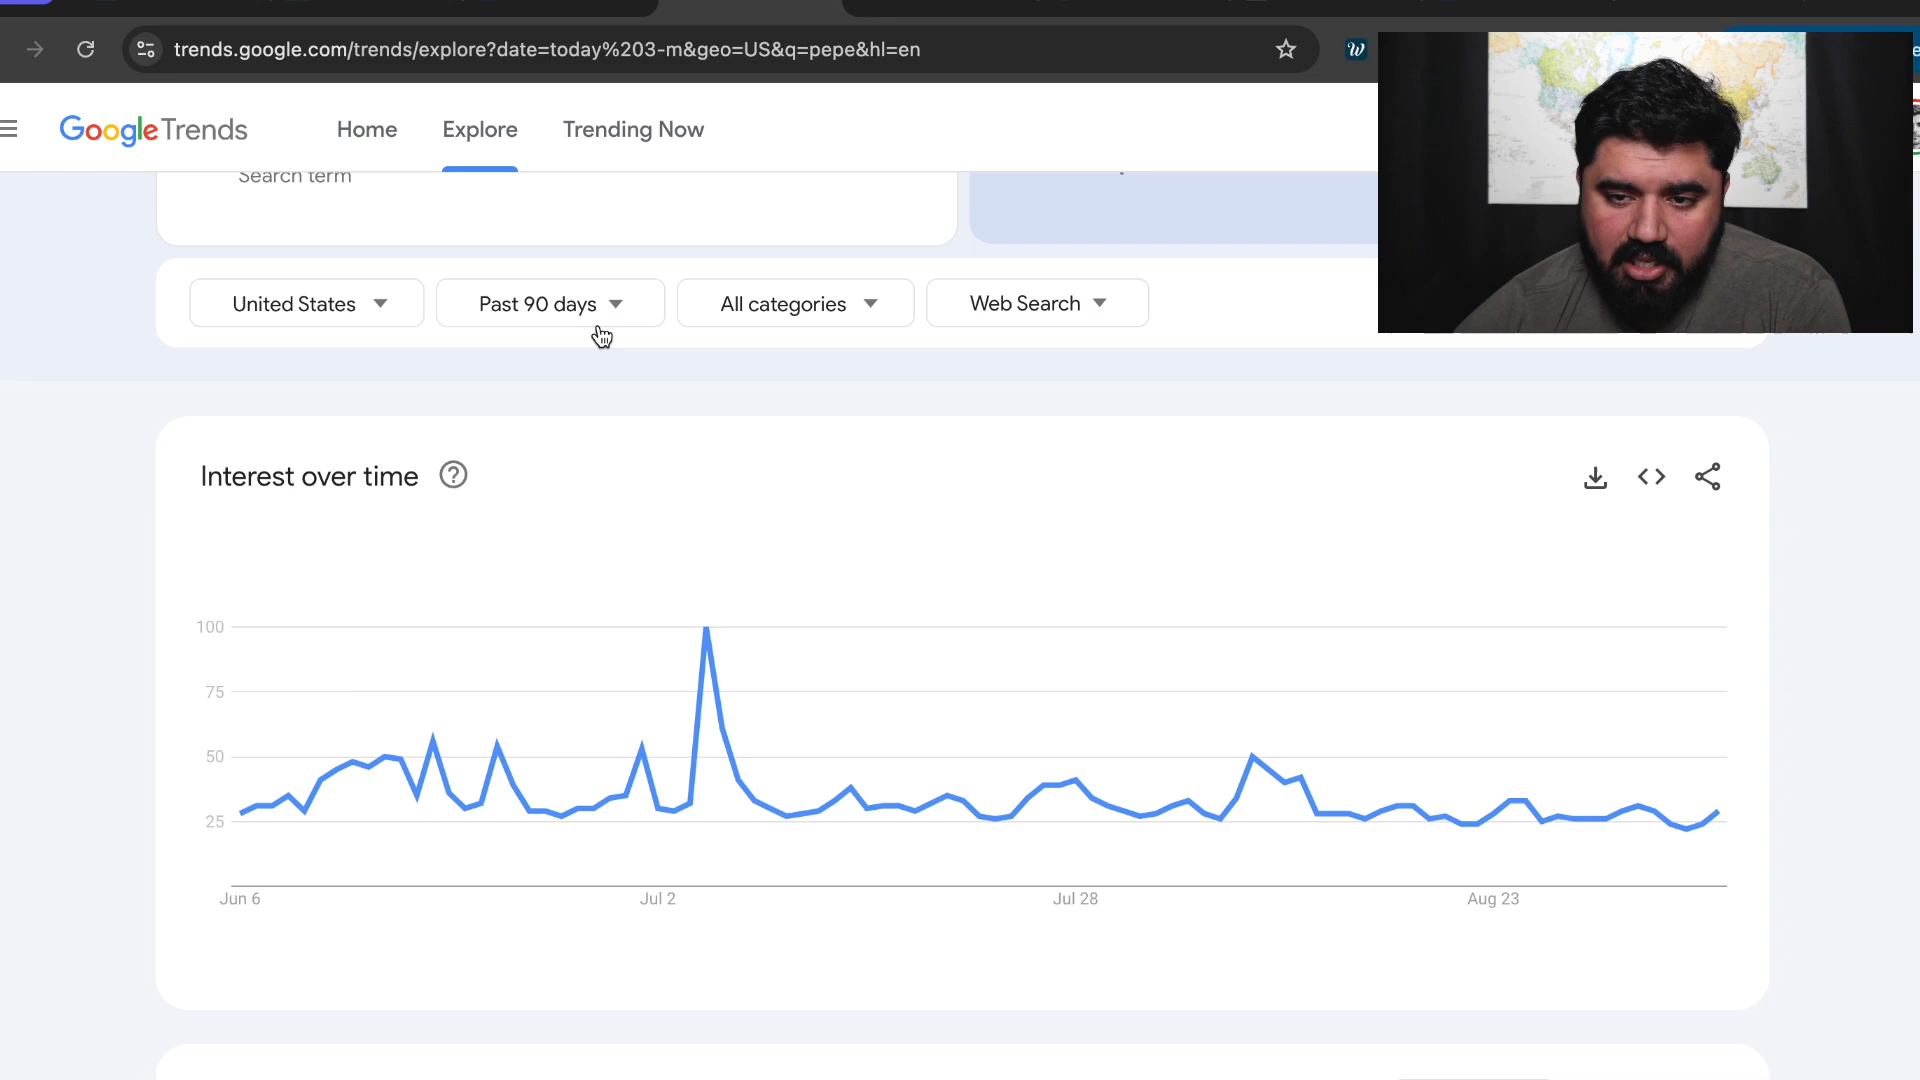 trends.google.com/trends/explore?date=today%203-m&geo=US&q=pepe&hl=en
Google Trends
Home
Explore
Trending Now
Search term
United States
Past 90 days
All categories
Web Search
Interest over time
100
75
50
25
Jun 6
Jul 2
Jul 28
Aug 23